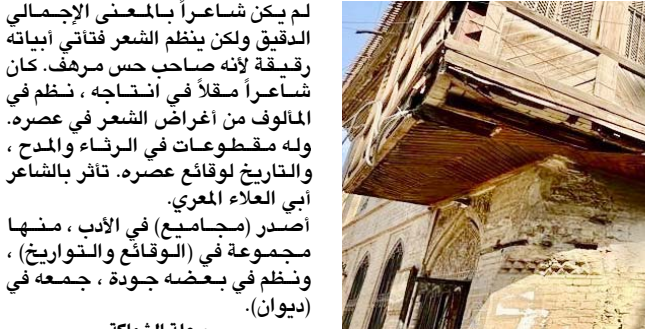 لم يكن شاعراً بالمعنى الإجمالي
الدقيق ولكن ينظم الشعر فتأتي أبياته
رقيقة لأنه صاحب حس مرهف. كان
شاعراً مقلاً في انتاجه ، نظم في
المألوف من أغراض الشعر في عصره.
وله مقطوعات في الرثاء والمدح ،
والتاريخ لوقائع عصره. تأثر بالشاعر
أبي العلاء المعري.
أصدر (مجاميع) في الأدب ، منها
مجموعة في (الوقائع والتواريخ) ،
ونظم في بعضه جودة ، جمعه في
(ديوان).